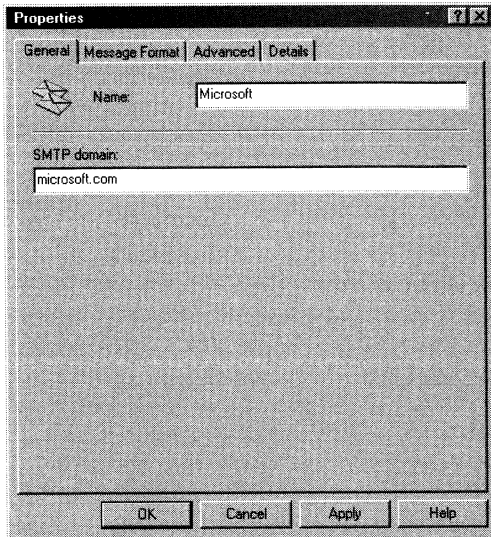 Properties
General Message Format Advanced Details
Name: Microsoft
SMTP domain:
microsoft.com
OK Cancel Apply Help